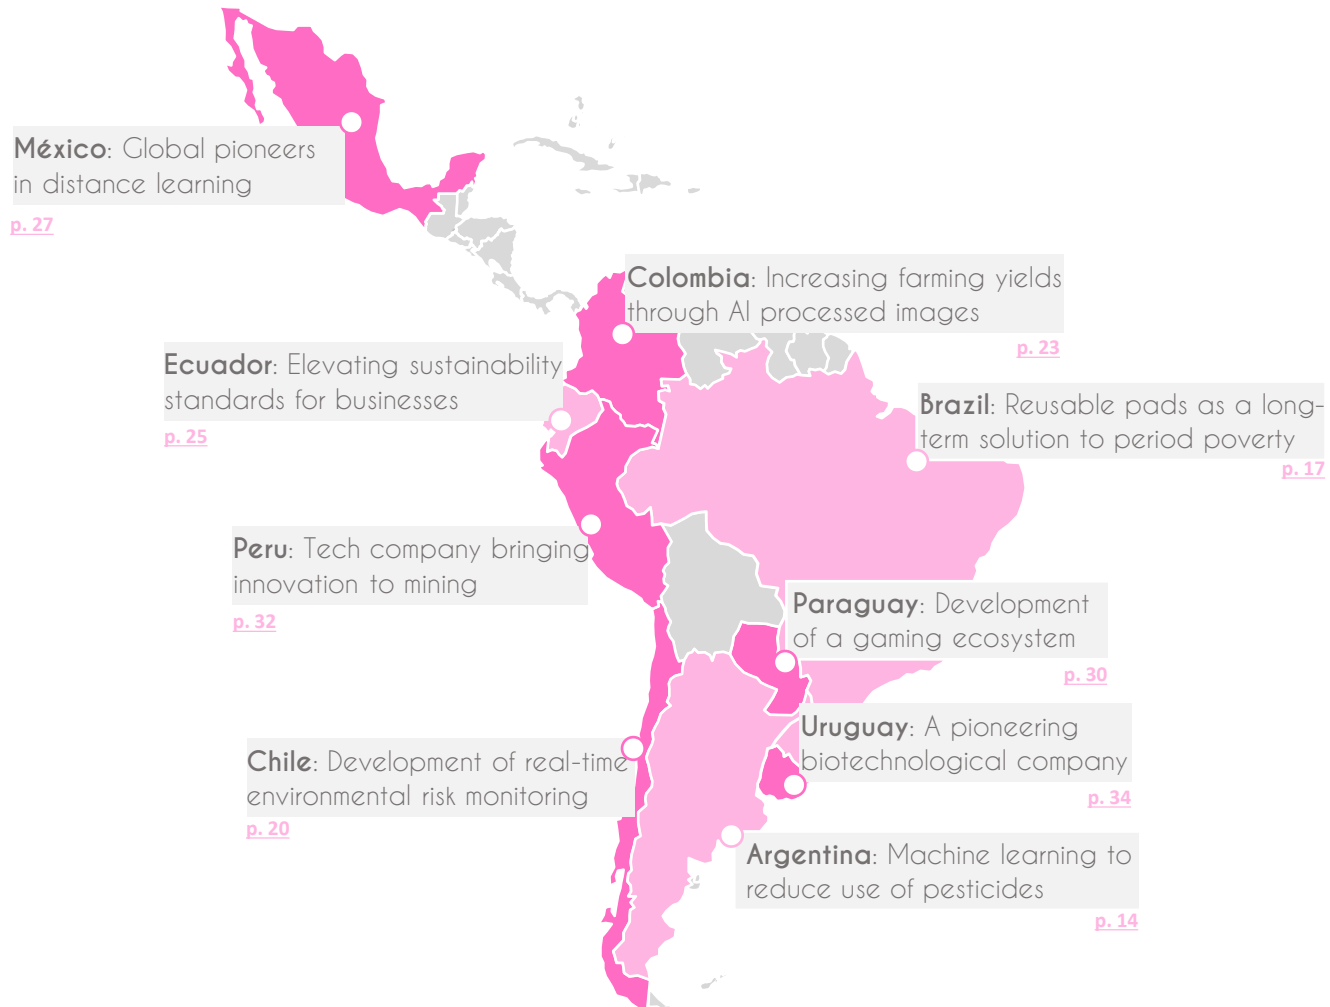 México: Global pioneers
in distance learning
p. 27
Colombia: Increasing farming yields
through AI processed images
p. 23
Ecuador: Elevating sustainability
standards for businesses
p. 25
Brazil: Reusable pads as a long-
term solution to period poverty
p. 17
Peru: Tech company bringing
innovation to mining
p. 32
Paraguay: Development
of a gaming ecosystem
p. 30
Uruguay: A pioneering
biotechnological company
p. 34
Chile: Development of real-time
environmental risk monitoring
p. 20
Argentina: Machine learning to
reduce use of pesticides
p. 14